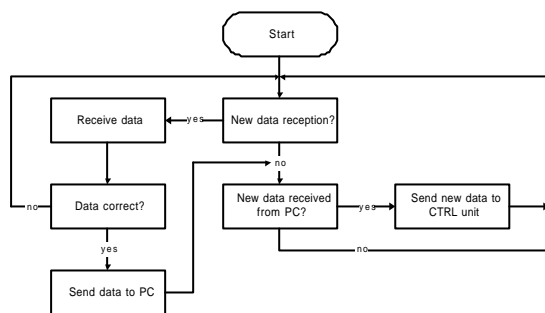 Start
Receive data
yes
New data reception?
no
no
Data correct?
New data received
from PC?
yes
Send new data to
CTRL unit
yes
no
Send data to PC